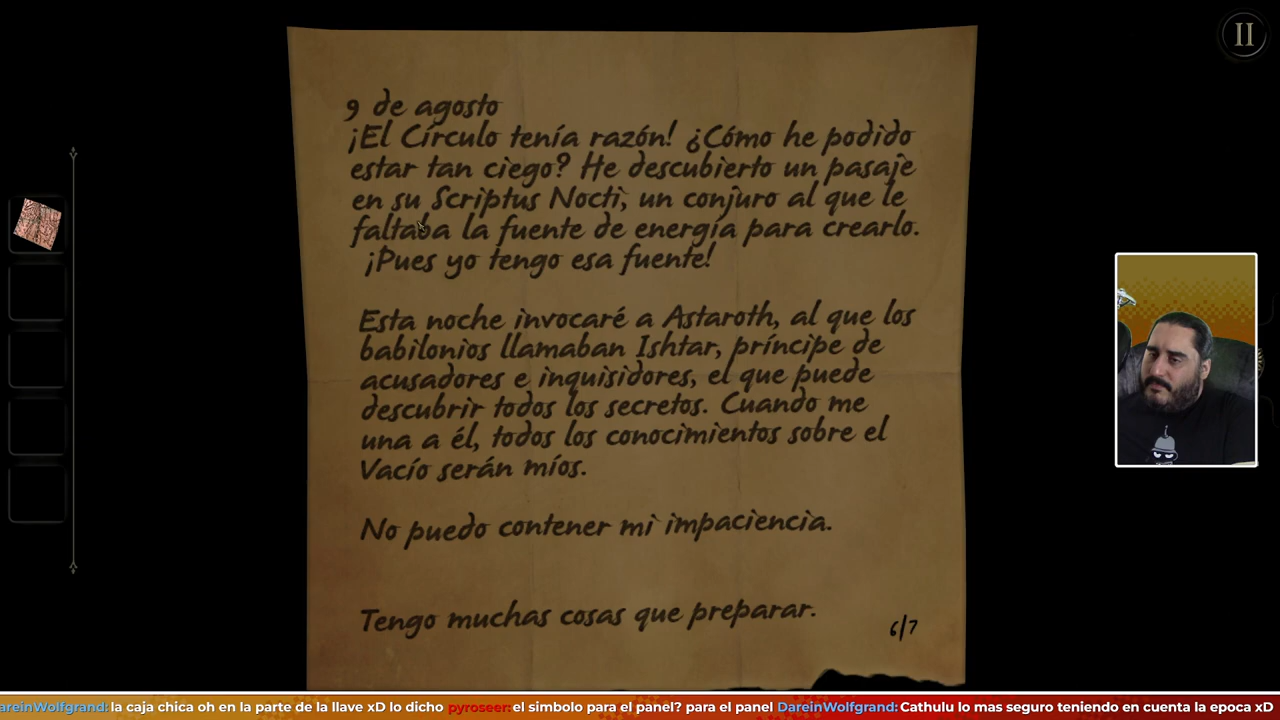 II
9 de agosto
¡El Círculo tenía razón! ¿Cómo he podido
estar tan ciego? He descubierto un pasaje
en su Scriptus Nocti, un conjuro al que le
faltaba la fuente de energía para crearlo.
¡Pues yo tengo esa fuente!
Esta noche invocaré a Astaroth, al que los
babilonios llamaban Ishtar, príncipe de
acusadores e inquisidores, el que puede
descubrir todos los secretos. Cuando me
una a él, todos los conocimientos sobre el
Vacío serán míos.
No puedo contener mi impaciencia.
Tengo muchas cosas que preparar.
6/7
areinWolfgrand: la caja chica oh en la parte de la llave xD lo dicho pyroseer: el simbolo para el panel? para el panel DareinWolfgrand: Cathulu lo mas seguro teniendo en cuenta la epoca xD